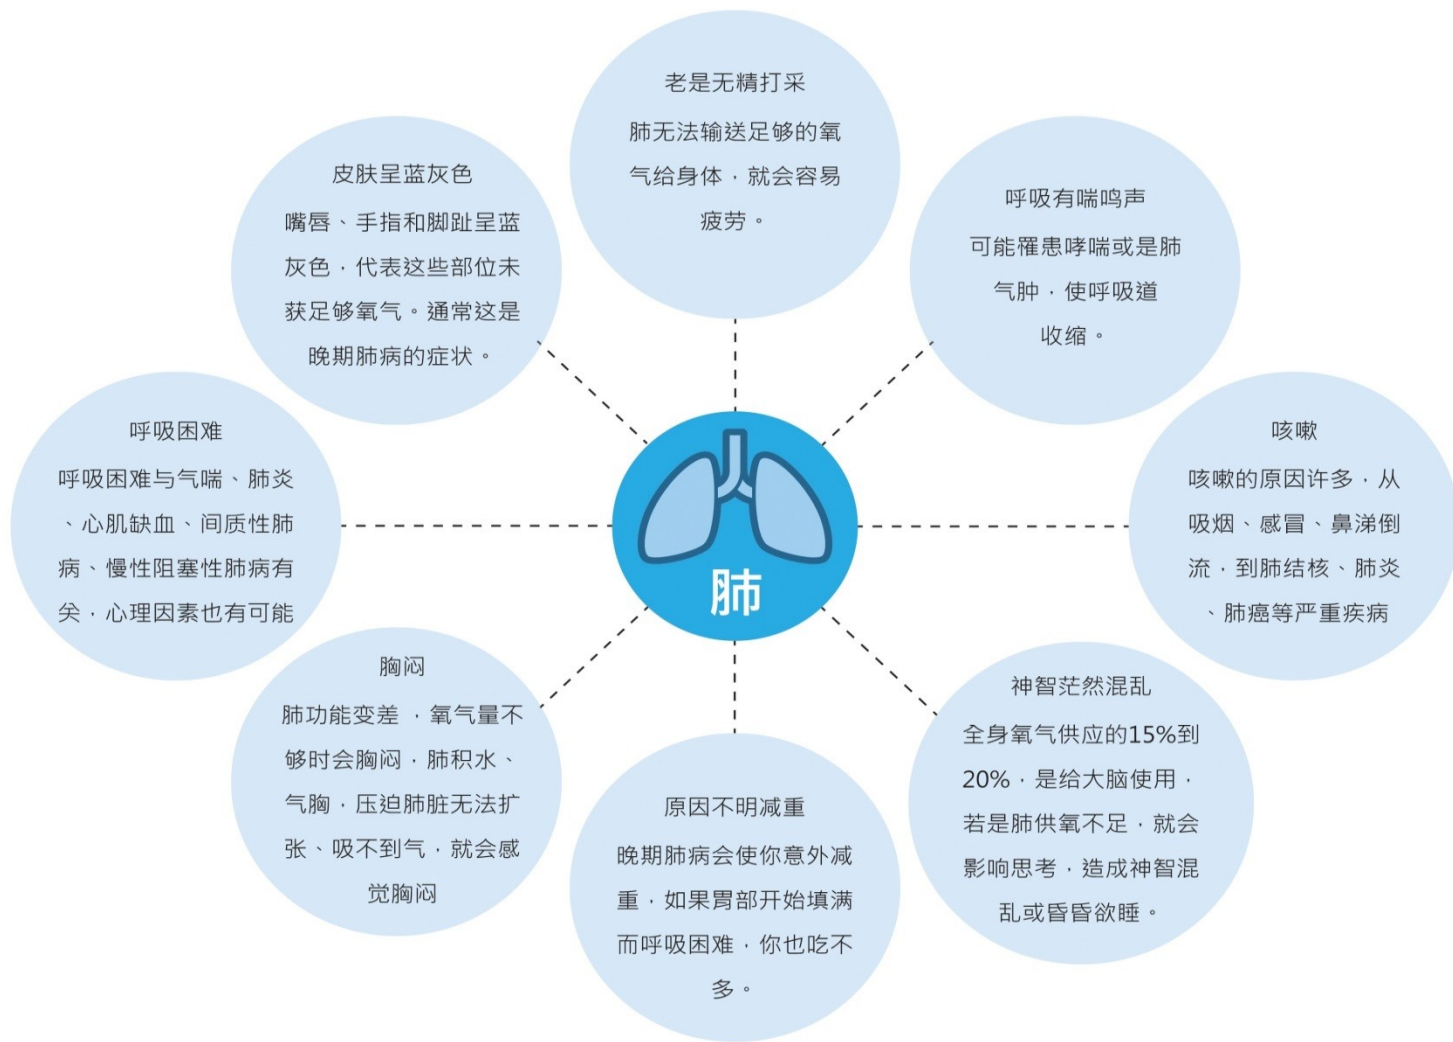 老是无精打采
肺无法输送足够的氧
气给身体，就会容易
疲劳。
皮肤呈蓝灰色
嘴唇、手指和脚趾呈蓝
灰色，代表这些部位未
获足够氧气。通常这是
晚期肺病的症状。
呼吸有喘鸣声
可能罹患哮喘或是肺
气肿，使呼吸道
收缩。
呼吸困难
呼吸困难与气喘、肺炎
、心肌缺血、间质性肺
病、慢性阻塞性肺病有
关，心理因素也有可能
肺
咳嗽
咳嗽的原因许多，从
吸烟、感冒、鼻涕倒
流，到肺结核、肺炎
、肺癌等严重疾病
胸闷
肺功能变差 ，氧气量不
够时会胸闷，肺积水、
气胸，压迫肺脏无法扩
张、吸不到气，就会感
觉胸闷
原因不明减重
晚期肺病会使你意外减
重，如果胃部开始填满
而呼吸困难，你也吃不
多。
神智茫然混乱
全身氧气供应的15%到
20%，是给大脑使用，
若是肺供氧不足，就会
影响思考，造成神智混
乱或昏昏欲睡。